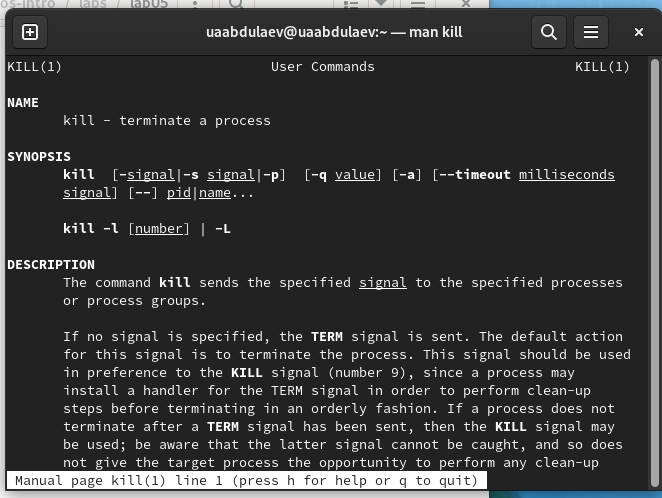 os-intro / labs / lab05
uaabdulaev@uaabdulaev:~ — man kill
KILL(1) User Commands KILL(1)
NAME
kill - terminate a process
SYNOPSIS
kill [-signal|-s signal|-p] [-q value] [-a] [--timeout milliseconds
signal] [--] pid|name...
kill -l [number] | -L
DESCRIPTION
The command kill sends the specified signal to the specified processes
or process groups.
If no signal is specified, the TERM signal is sent. The default action
for this signal is to terminate the process. This signal should be used
in preference to the KILL signal (number 9), since a process may
install a handler for the TERM signal in order to perform clean-up
steps before terminating in an orderly fashion. If a process does not
terminate after a TERM signal has been sent, then the KILL signal may
be used; be aware that the latter signal cannot be caught, and so does
not give the target process the opportunity to perform any clean-up
Manual page kill(1) line 1 (press h for help or q to quit)